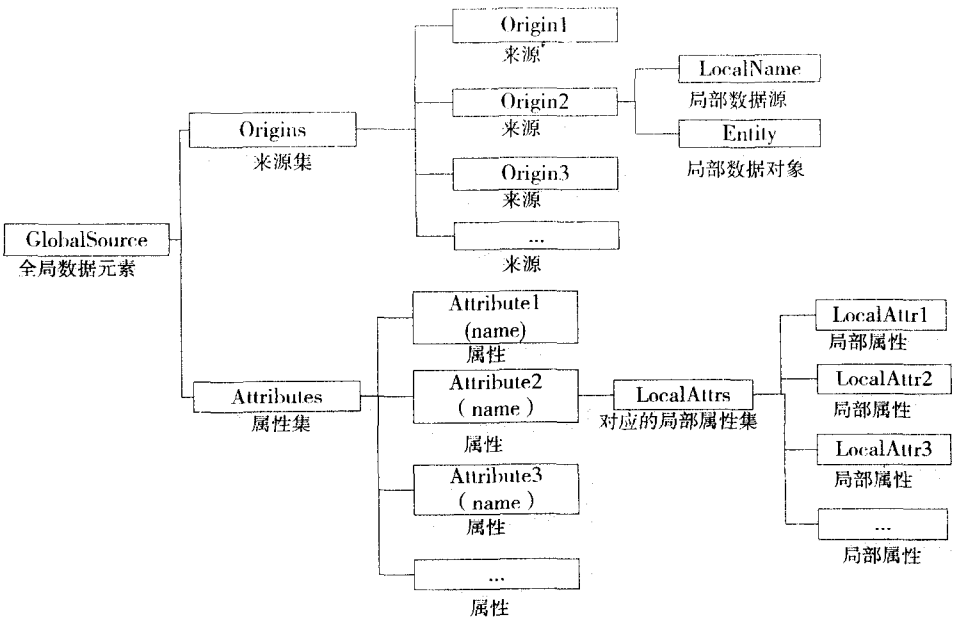 Origin1
来源
LocalName
局部数据源
Origin2
来源
Entity
局部数据对象
Origins
来源集
Origin3
来源
...
来源
GlobalSource
全局数据元素
Attribute1
(name)
属性
LocalAttr1
局部属性
Attributes
属性集
Attribute2
( name )
属性
LocalAttrs
对应的局部属性集
LocalAttr2
局部属性
LocalAttr3
局部属性
Attribute3
( name )
属性
...
局部属性
...
属性